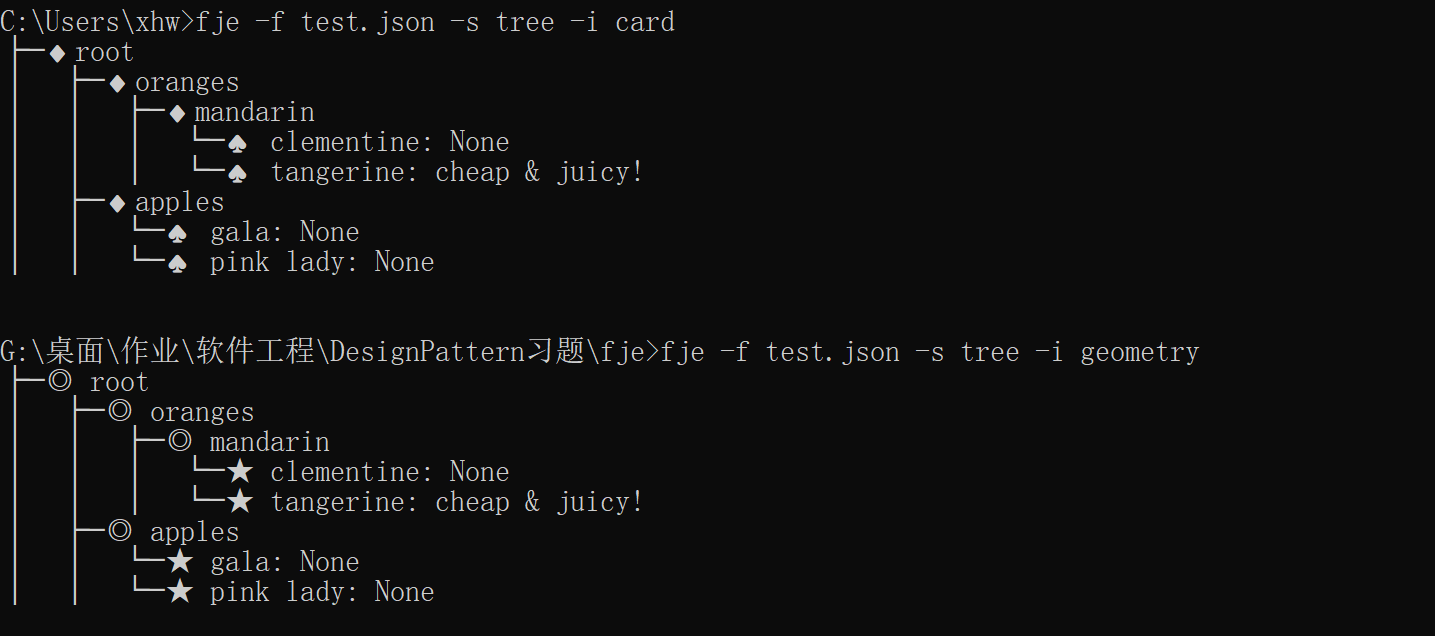 C:\Users\xhw>fje -f test.json -s tree -i card
├─♦root
│  ├─♦oranges
│  │  ├─♦mandarin
│  │  │  └─♠ clementine: None
│  │  │  └─♠ tangerine: cheap & juicy!
│  ├─♦apples
│  │  └─♠ gala: None
│  │  └─♠ pink lady: None
G:\桌面\作业\软件工程\DesignPattern习题\fje>fje -f test.json -s tree -i geometry
├─◎ root
│  ├─◎ oranges
│  │  ├─◎ mandarin
│  │  │  └─★ clementine: None
│  │  │  └─★ tangerine: cheap & juicy!
│  ├─◎ apples
│  │  └─★ gala: None
│  │  └─★ pink lady: None